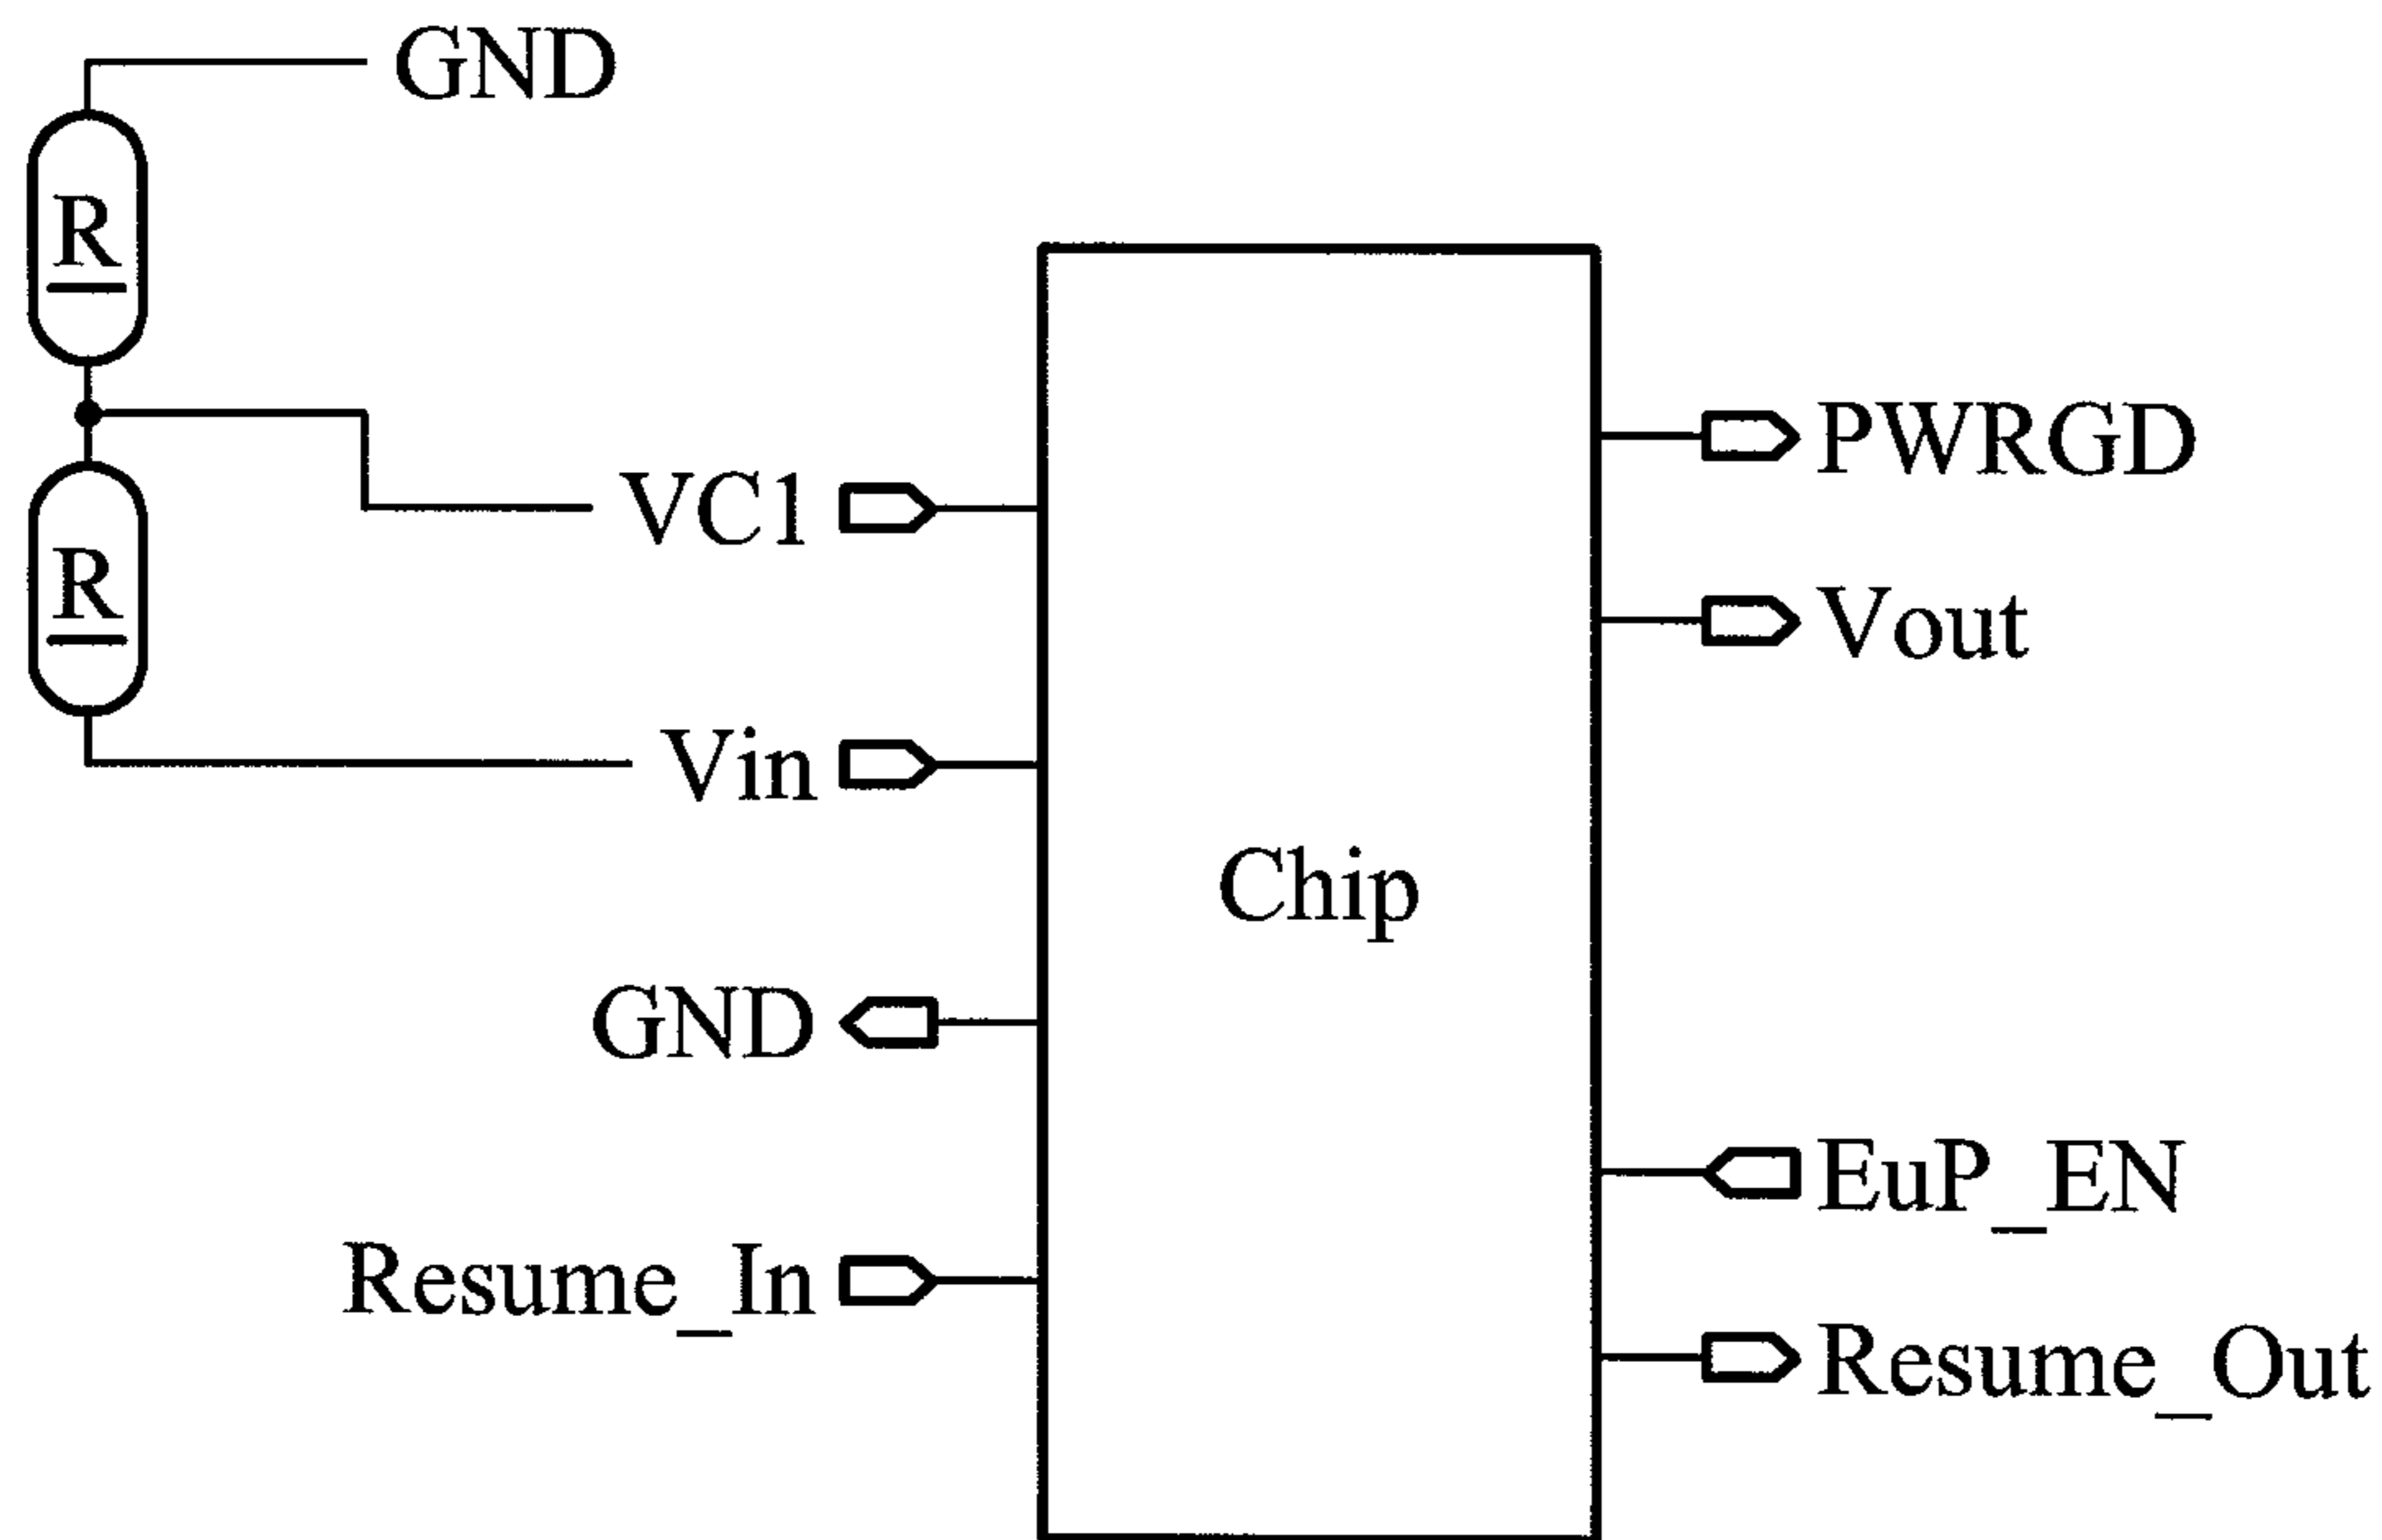 GND
R
R
VC1
Vin
GND
Resume_In
Chip
PWRGD
Vout
EuP_EN
Resume_Out